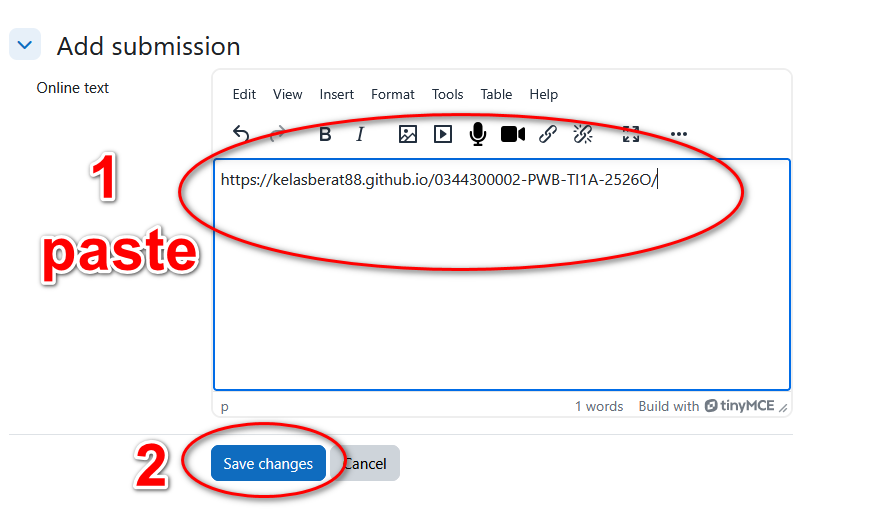 Add submission
Online text
Edit View Insert Format Tools Table Help
B I
1
paste
https://kelasberat88.github.io/0344300002-PWB-TI1A-2526O/
p 1 words Build with tinyMCE
2
Save changes Cancel